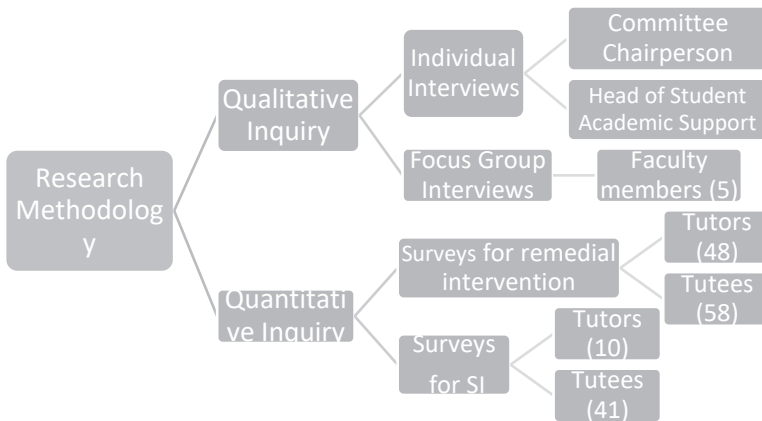 Research
Methodolog
y
Qualitative
Inquiry
Individual
Interviews
Committee
Chairperson
Head of Student
Academic Support
Focus Group
Interviews
Faculty
members (5)
Quantitati
ve Inquiry
Surveys for remedial
intervention
Tutors
(48)
Tutees
(58)
Surveys
for SI
Tutors
(10)
Tutees
(41)